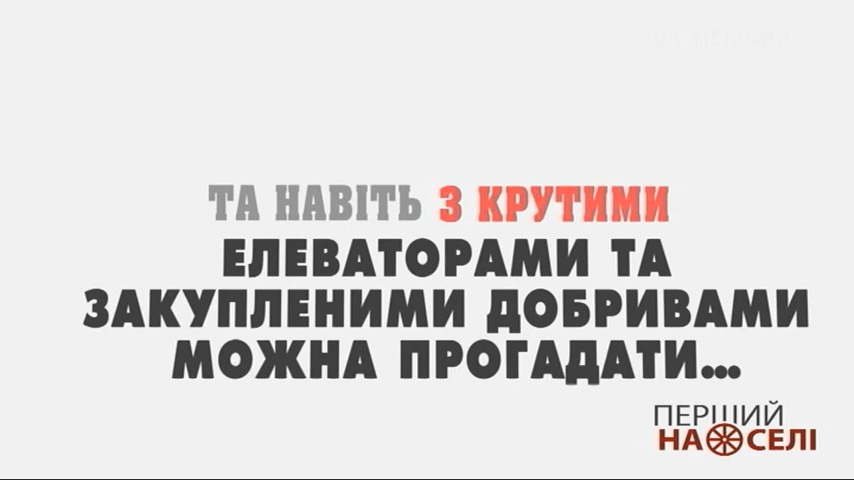 ТА НАВІТЬ З КРУТИМИ
ЕЛЕВАТОРАМИ ТА
ЗАКУПЛЕНИМИ ДОБРИВАМИ
МОЖНА ПРОГАДАТИ...
ПЕРШИЙ
НА СЕЛІ